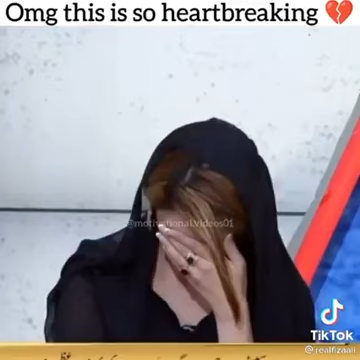 Omg this is so heartbreaking 💔
@motivational.videos01
TikTok
@realfizaali